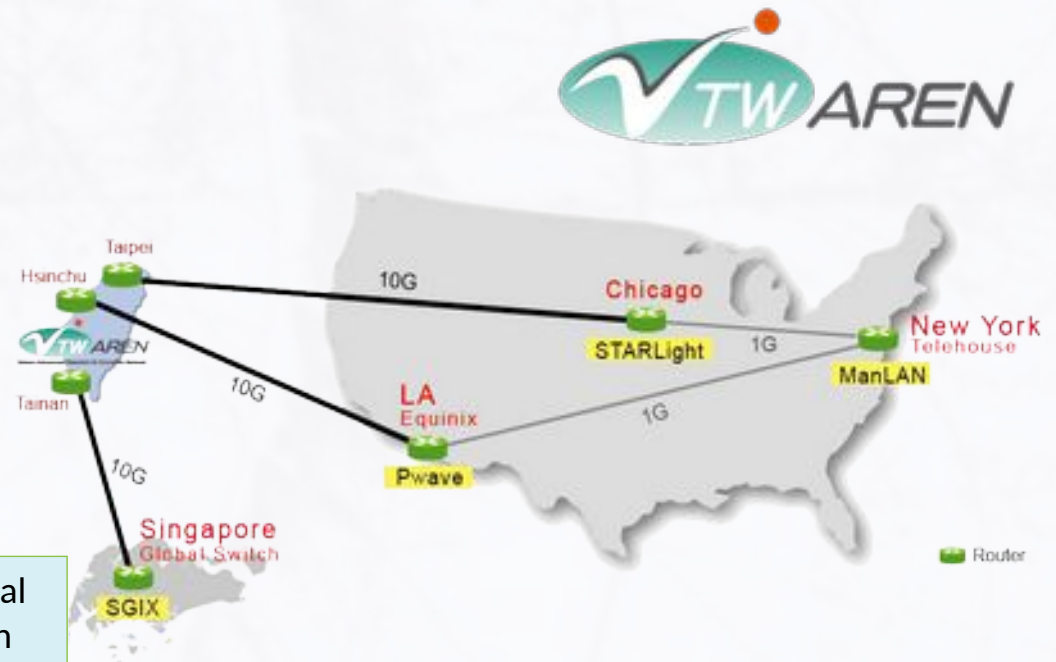 TWAREN
Taipei
Hsinchu
10G
Chicago
STARLight
1G
New York
Telehouse
ManLAN
TWAREN
Tainan
10G
LA
Equinix
1G
Pwave
10G
Singapore
Global Switch
SGIX
Router
al
n